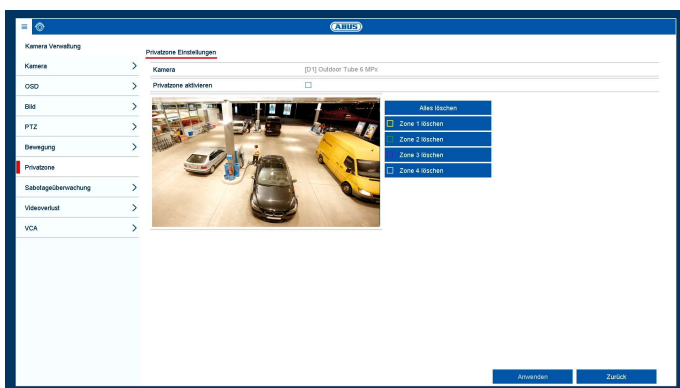 ABUS
Kamera Verwaltung
Kamera
OSD
Bild
PTZ
Bewegung
Privatzone
Sabotageüberwachung
Videoverlust
VCA
Privatzone Einstellungen
Kamera [D1] Outdoor Tube 6 MPx
Privatzone aktivieren
Alles löschen
Zone 1 löschen
Zone 2 löschen
Zone 3 löschen
Zone 4 löschen
Anwenden Zurück